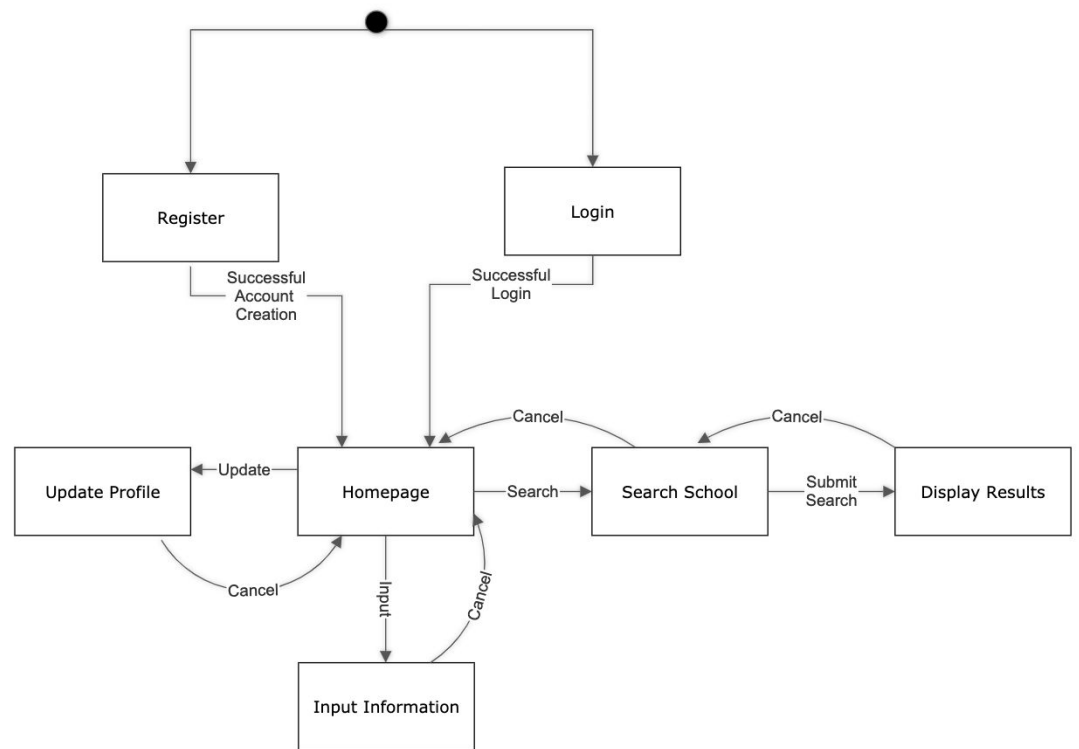 Register
Login
Successful
Account
Creation
Successful
Login
Cancel
Cancel
Update Profile
Update
Homepage
Search
Search School
Submit
Search
Display Results
Cancel
Input
Cancel
Input Information